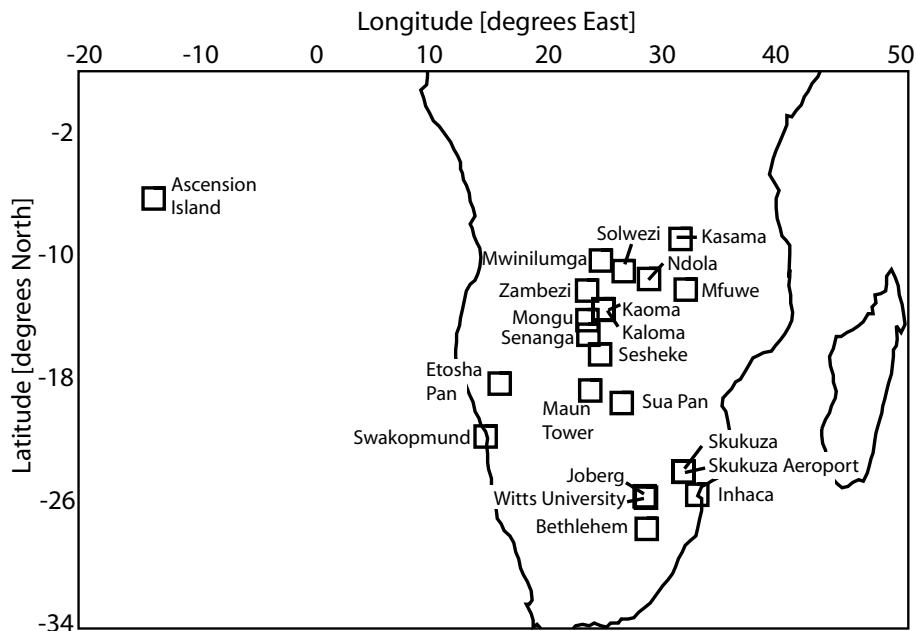 Longitude [degrees East]
-20 -10 0 10 20 30 40 50
Latitude [degrees North]
-2
-10
-18
-26
-34
Ascension
Island
Solwezi
Kasama
Mwinilumga
Ndola
Zambezi
Mfuwe
Kaoma
Mongu
Kaloma
Senanga
Sesheke
Etosha
Pan
Maun
Tower
Sua Pan
Swakopmund
Skukuza
Skukuza Aeroport
Joberg
Witts University
Inhaca
Bethlehem